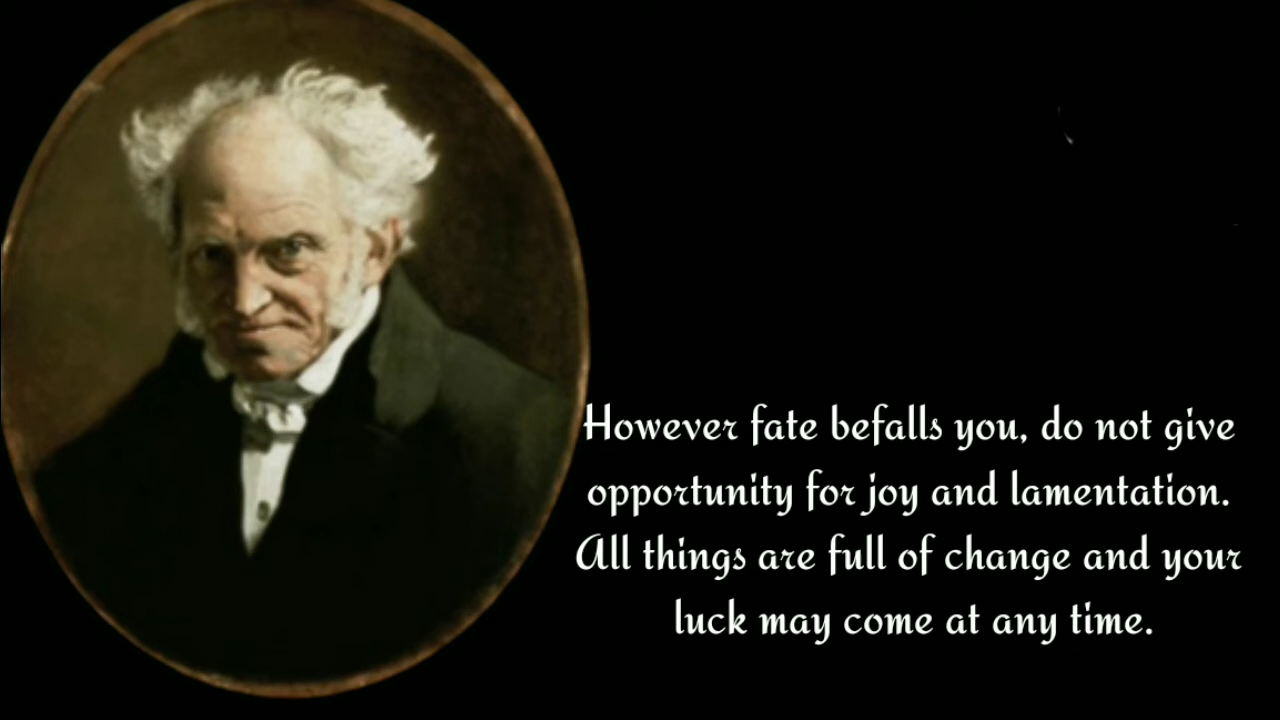 However fate befalls you, do not give
opportunity for joy and lamentation.
All things are full of change and your
luck may come at any time.